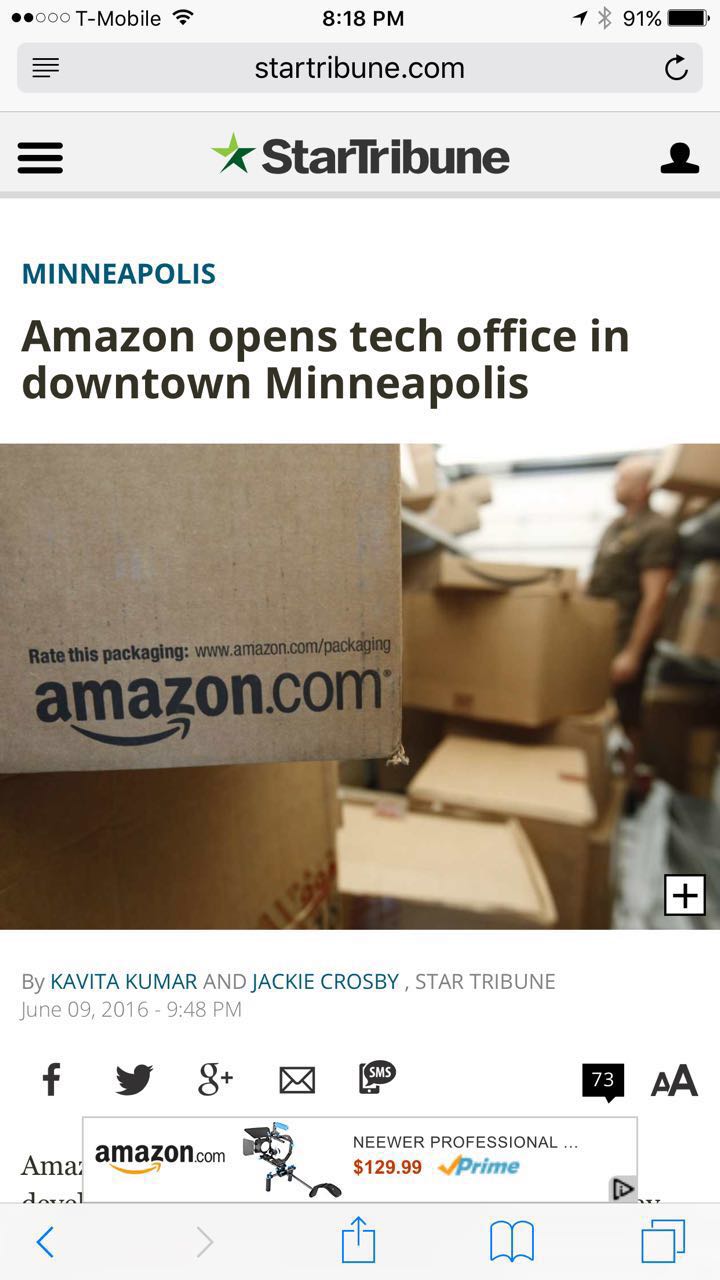 T-Mobile 8:18 PM 91%
startribune.com
StarTribune
MINNEAPOLIS
Amazon opens tech office in
downtown Minneapolis
Rate this packaging: www.amazon.com/packaging
amazon.com®
By KAVITA KUMAR AND JACKIE CROSBY , STAR TRIBUNE
June 09, 2016 - 9:48 PM
f g+ SMS 73 AA
amazon.com NEEWER PROFESSIONAL ...
$129.99 Prime